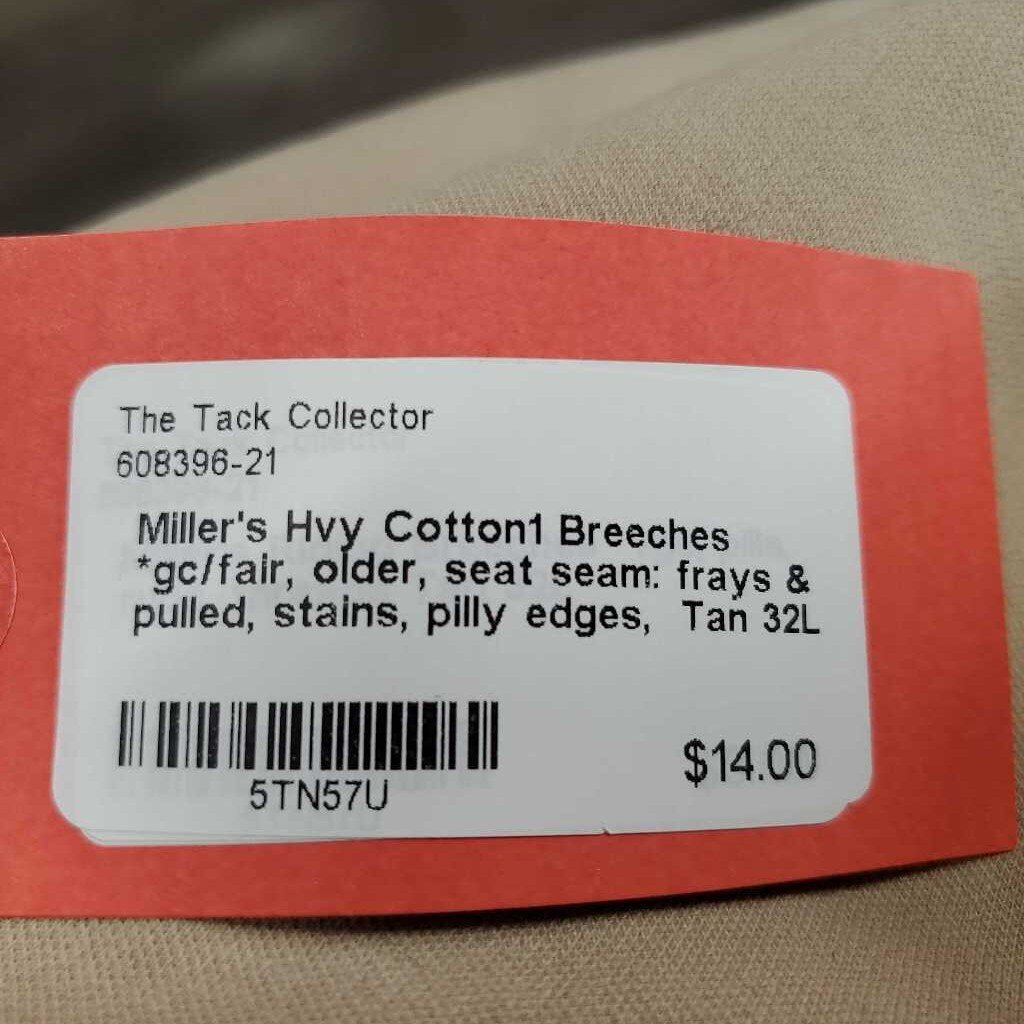 The Tack Collector
608396-21
Miller's Hvy Cotton1 Breeches
*gc/fair, older, seat seam: frays &
pulled, stains, pilly edges, Tan 32L
5TN57U
$14.00